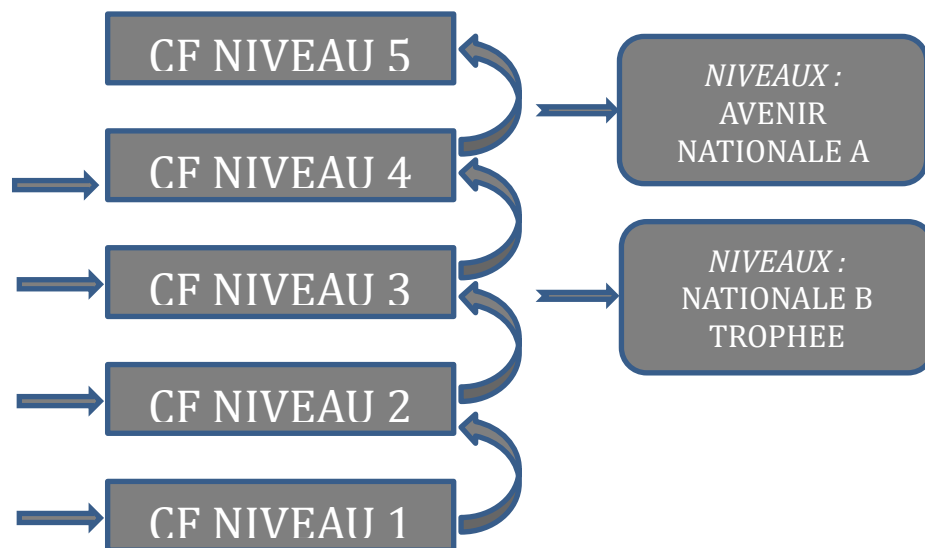 CF NIVEAU 5
NIVEAUX :
AVENIR
NATIONALE A
CF NIVEAU 4
CF NIVEAU 3
NIVEAUX :
NATIONALE B
TROPHEE
CF NIVEAU 2
CF NIVEAU 1